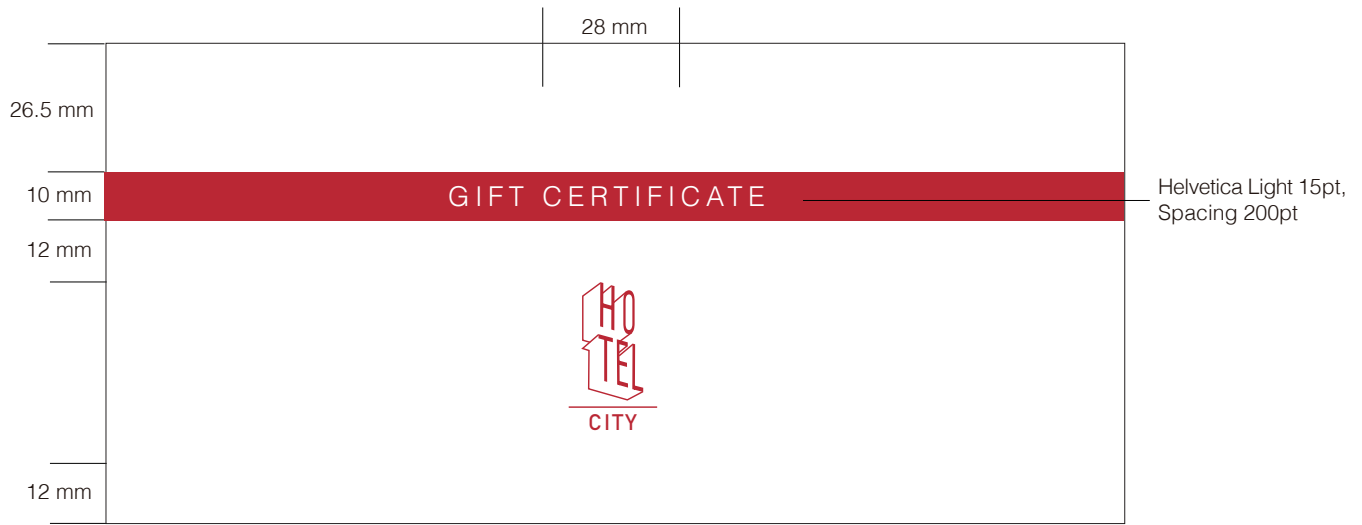 28 mm
26.5 mm
10 mm
GIFT CERTIFICATE
Helvetica Light 15pt,
Spacing 200pt
12 mm
HO
TEL
CITY
12 mm